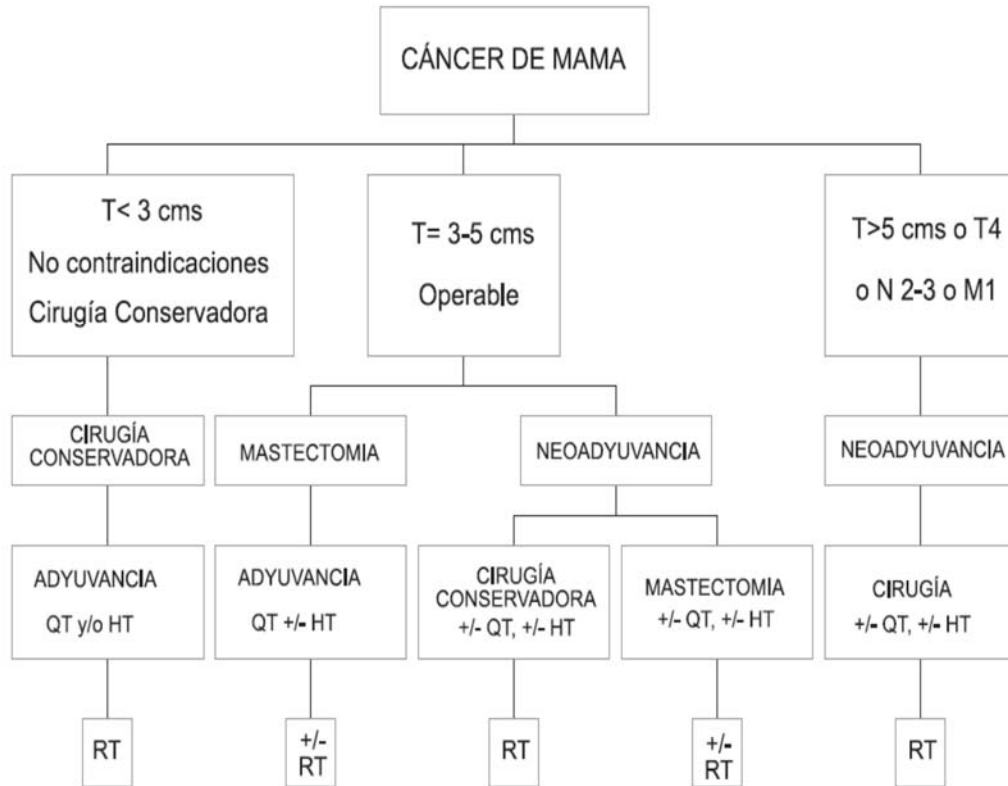 CÁNCER DE MAMA
T< 3 cms
No contraindicaciones
Cirugía Conservadora
T= 3-5 cms
Operable
T>5 cms o T4
o N 2-3 o M1
CIRUGÍA
CONSERVADORA
MASTECTOMIA
NEOADYUVANCIA
NEOADYUVANCIA
ADYUVANCIA
QT y/o HT
ADYUVANCIA
QT +/- HT
CIRUGÍA
CONSERVADORA
+/- QT, +/- HT
MASTECTOMIA
+/- QT, +/- HT
CIRUGÍA
+/- QT, +/- HT
RT
+/-
RT
RT
+/-
RT
RT